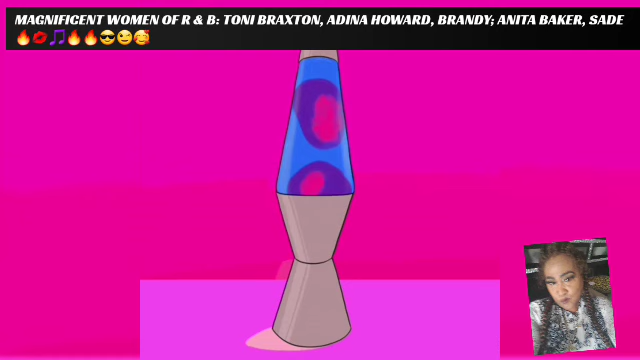 MAGNIFICENT WOMEN OF R & B: TONI BRAXTON, ADINA HOWARD, BRANDY; ANITA BAKER, SADE
🔥💋🎵🔥🔥😎😉🥰